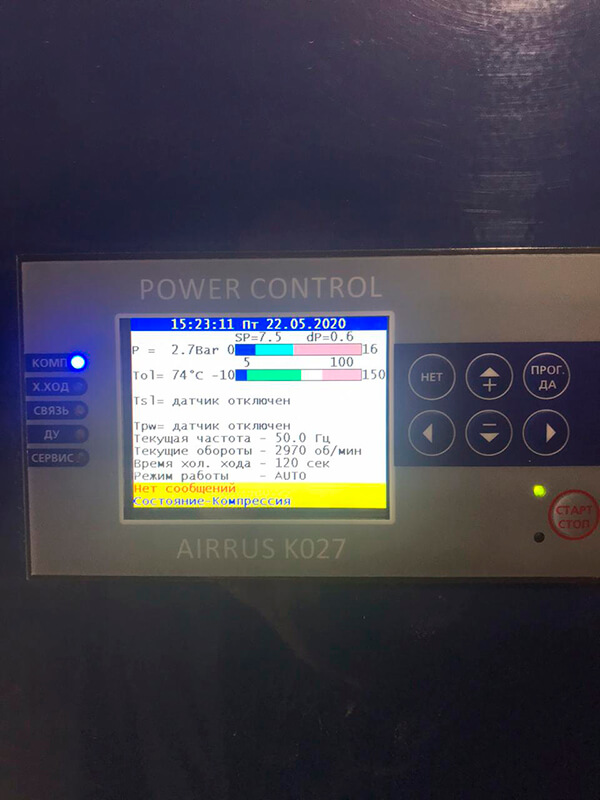 POWER CONTROL
15:23:11 Пт 22.05.2020
SP=7.5 dP=0.6
P = 2.7Bar 0 16
5 100
Tol= 74°C -10 150
Tsl= датчик отключен
Tpw= датчик отключен
Текущая частота - 50.0 Гц
Текущие обороты - 2970 об/мин
Время хол. хода - 120 сек
Режим работы - AUTO
Нет сообщений
Состояние-Компрессия
КОМП
Х.ХОД
СВЯЗЬ
ДУ
СЕРВИС
НЕТ
+
ПРОГ.
ДА
−
СТАРТ
СТОП
AIRRUS K027